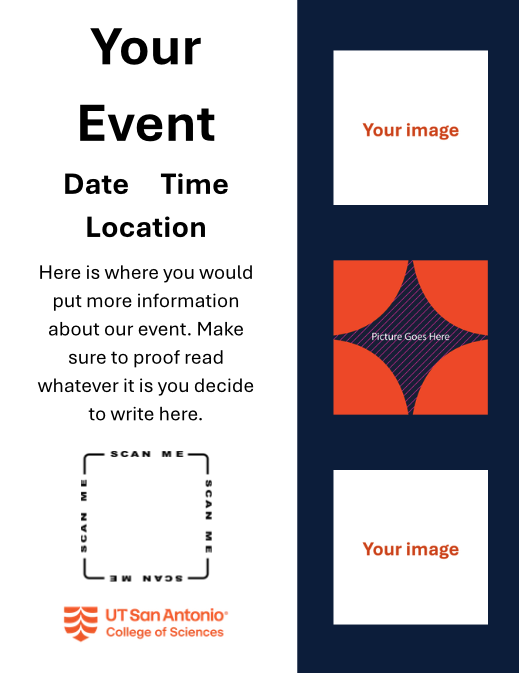 Your
Event
Date Time
Location
Here is where you would
put more information
about our event. Make
sure to proof read
whatever it is you decide
to write here.
SCAN ME
SCAN ME
SCAN ME
SCAN ME
UT San Antonio®
College of Sciences
Your image
Picture Goes Here
Your image